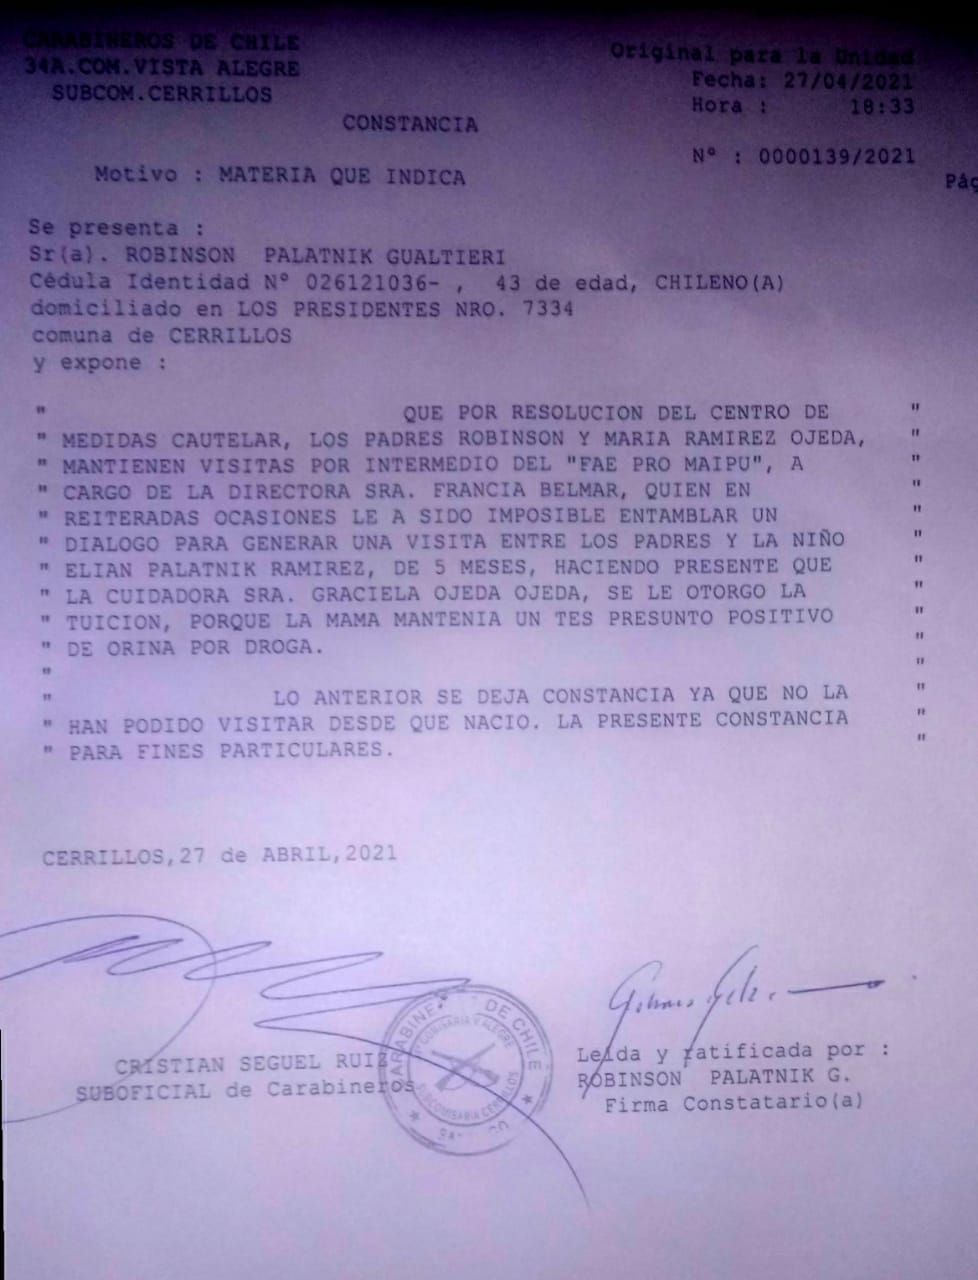 CARABINEROS DE CHILE
34A.COM.VISTA ALEGRE
SUBCOM.CERRILLOS
Original para la Unidad
Fecha: 27/04/2021
Hora : 18:33
CONSTANCIA
Nº : 0000139/2021
Pág
Motivo : MATERIA QUE INDICA
Se presenta :
Sr(a). ROBINSON PALATNIK GUALTIERI
Cédula Identidad Nº 026121036- , 43 de edad, CHILENO(A)
domiciliado en LOS PRESIDENTES NRO. 7334
comuna de CERRILLOS
y expone :
" QUE POR RESOLUCION DEL CENTRO DE "
" MEDIDAS CAUTELAR, LOS PADRES ROBINSON Y MARIA RAMIREZ OJEDA, "
" MANTIENEN VISITAS POR INTERMEDIO DEL "FAE PRO MAIPU", A "
" CARGO DE LA DIRECTORA SRA. FRANCIA BELMAR, QUIEN EN "
" REITERADAS OCASIONES LE A SIDO IMPOSIBLE ENTAMBLAR UN "
" DIALOGO PARA GENERAR UNA VISITA ENTRE LOS PADRES Y LA NIÑO "
" ELIAN PALATNIK RAMIREZ, DE 5 MESES, HACIENDO PRESENTE QUE "
" LA CUIDADORA SRA. GRACIELA OJEDA OJEDA, SE LE OTORGO LA "
" TUICION, PORQUE LA MAMA MANTENIA UN TES PRESUNTO POSITIVO "
" DE ORINA POR DROGA. "
" "
" LO ANTERIOR SE DEJA CONSTANCIA YA QUE NO LA "
" HAN PODIDO VISITAR DESDE QUE NACIO. LA PRESENTE CONSTANCIA "
" PARA FINES PARTICULARES. "
CERRILLOS,27 de ABRIL,2021
CRISTIAN SEGUEL RUIZ
SUBOFICIAL de Carabineros
DE CHILE
COMISARIA V. ALEGRE
SUBCOMISARIA CERRILLOS
Leída y ratificada por :
ROBINSON PALATNIK G.
Firma Constatario(a)